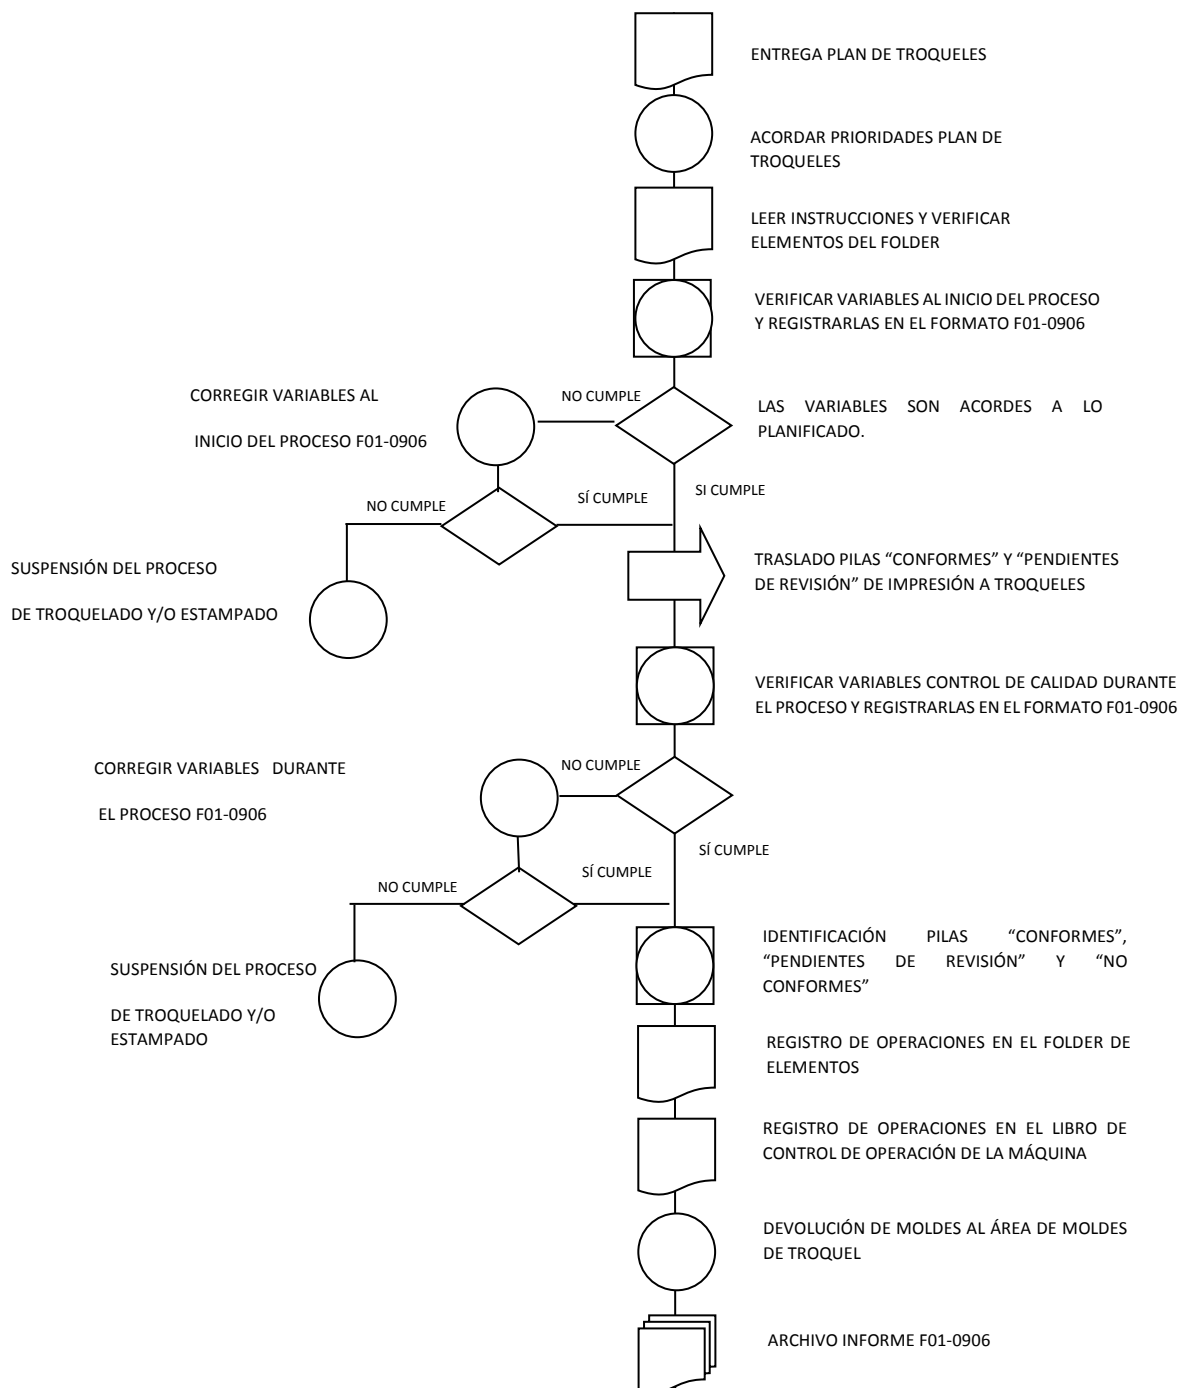 ENTREGA PLAN DE TROQUELES
ACORDAR PRIORIDADES PLAN DE
TROQUELES
LEER INSTRUCCIONES Y VERIFICAR
ELEMENTOS DEL FOLDER
VERIFICAR VARIABLES AL INICIO DEL PROCESO
Y REGISTRARLAS EN EL FORMATO F01-0906
CORREGIR VARIABLES AL
INICIO DEL PROCESO F01-0906
NO CUMPLE
LAS VARIABLES SON ACORDES A LO
PLANIFICADO.
NO CUMPLE
SÍ CUMPLE
SI CUMPLE
SUSPENSIÓN DEL PROCESO
DE TROQUELADO Y/O ESTAMPADO
TRASLADO PILAS “CONFORMES” Y “PENDIENTES
DE REVISIÓN” DE IMPRESIÓN A TROQUELES
VERIFICAR VARIABLES CONTROL DE CALIDAD DURANTE
EL PROCESO Y REGISTRARLAS EN EL FORMATO F01-0906
CORREGIR VARIABLES DURANTE
EL PROCESO F01-0906
NO CUMPLE
SÍ CUMPLE
NO CUMPLE
SÍ CUMPLE
SUSPENSIÓN DEL PROCESO
DE TROQUELADO Y/O
ESTAMPADO
IDENTIFICACIÓN PILAS “CONFORMES”,
“PENDIENTES DE REVISIÓN” Y “NO
CONFORMES”
REGISTRO DE OPERACIONES EN EL FOLDER DE
ELEMENTOS
REGISTRO DE OPERACIONES EN EL LIBRO DE
CONTROL DE OPERACIÓN DE LA MÁQUINA
DEVOLUCIÓN DE MOLDES AL ÁREA DE MOLDES
DE TROQUEL
ARCHIVO INFORME F01-0906